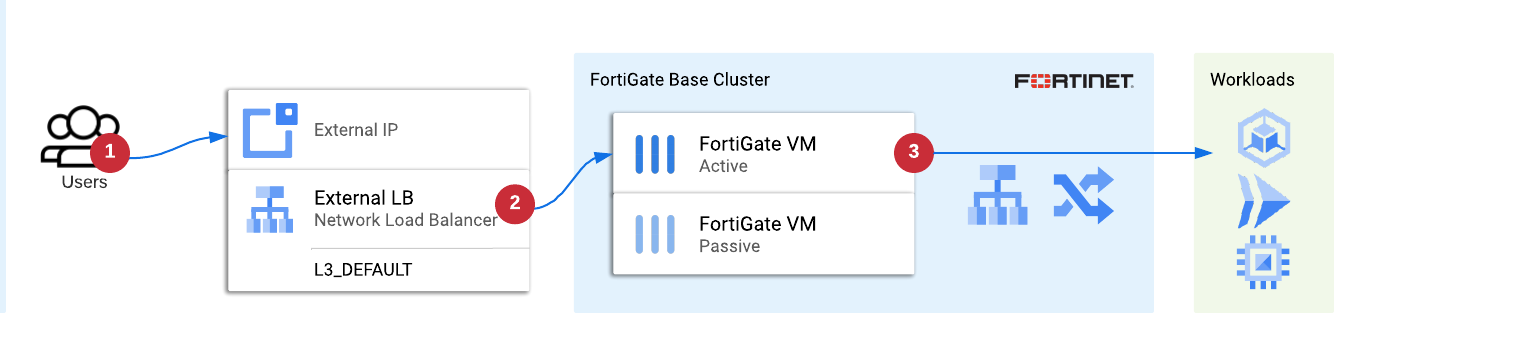 1
Users
External IP
External LB
Network Load Balancer
2
L3_DEFAULT
FortiGate Base Cluster
FORTINET
FortiGate VM
Active
3
FortiGate VM
Passive
Workloads